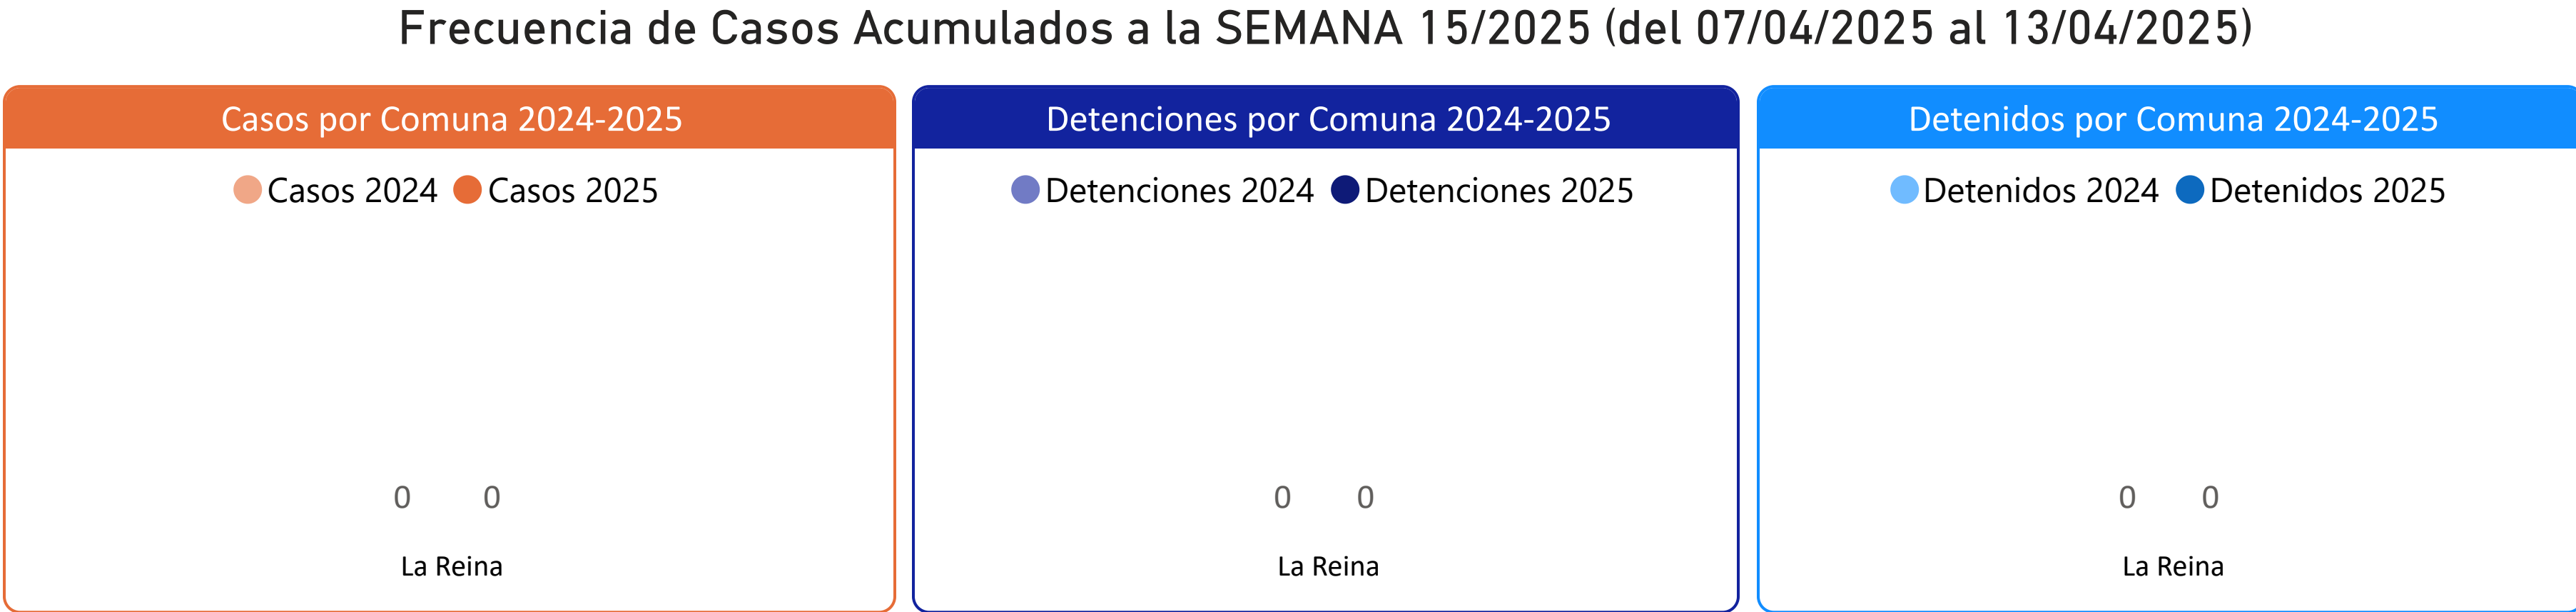 Frecuencia de Casos Acumulados a la SEMANA 15/2025 (del 07/04/2025 al 13/04/2025)
Casos por Comuna 2024-2025
Casos 2024 Casos 2025
0 0
La Reina
Detenciones por Comuna 2024-2025
Detenciones 2024 Detenciones 2025
0 0
La Reina
Detenidos por Comuna 2024-2025
Detenidos 2024 Detenidos 2025
0 0
La Reina